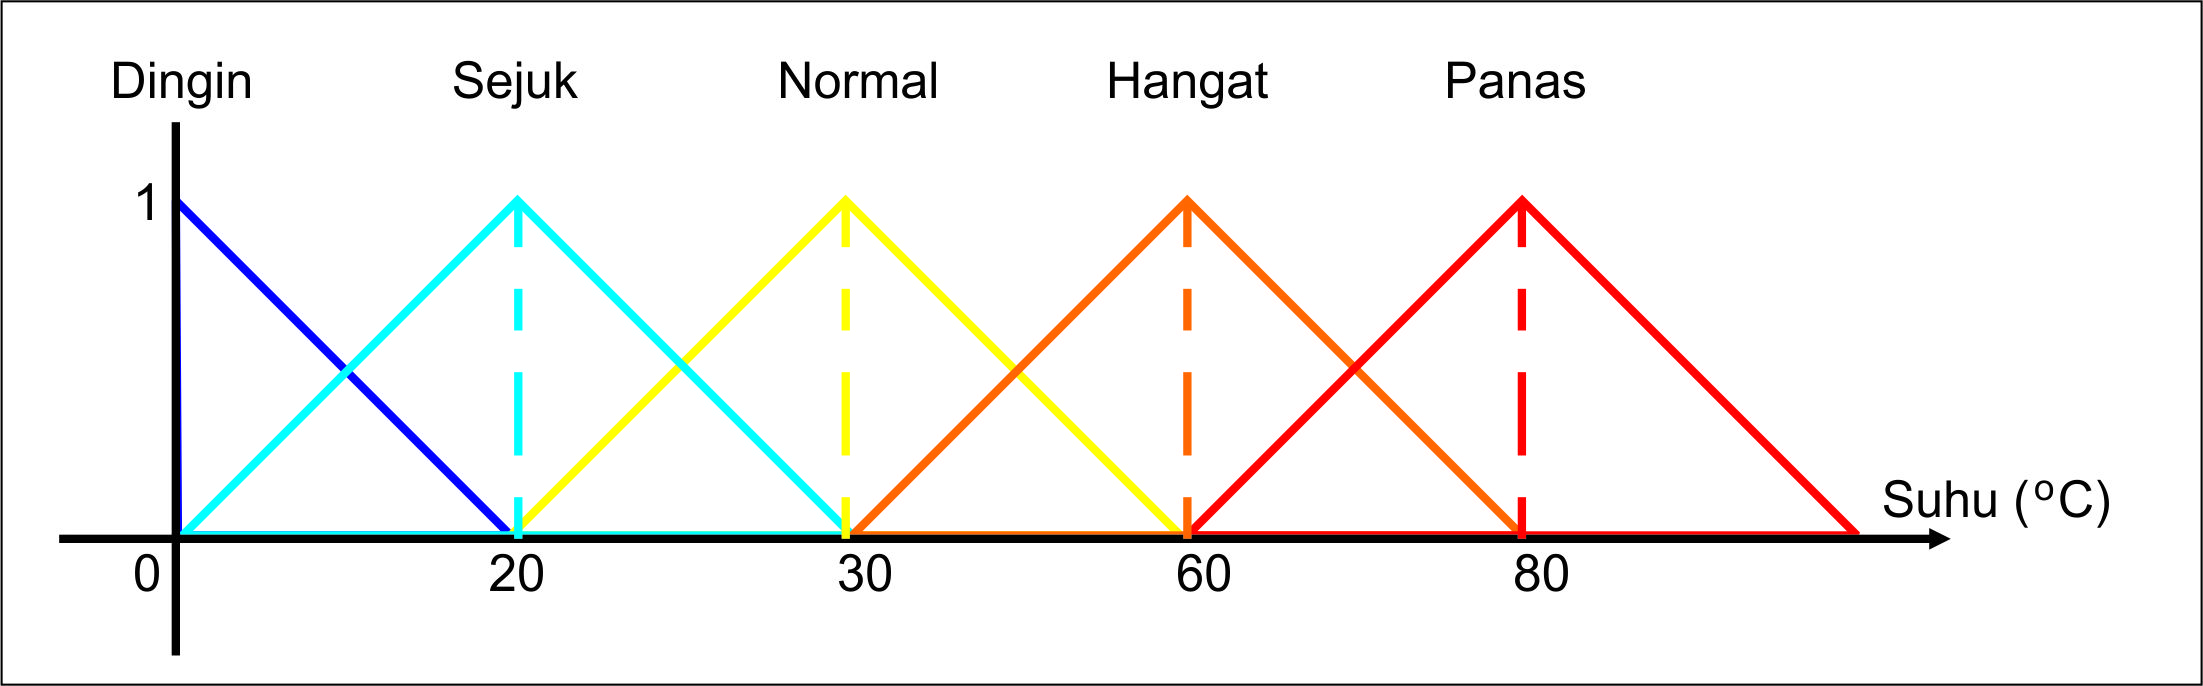 Dingin Sejuk Normal Hangat Panas
1
Suhu (°C)
0 20 30 60 80